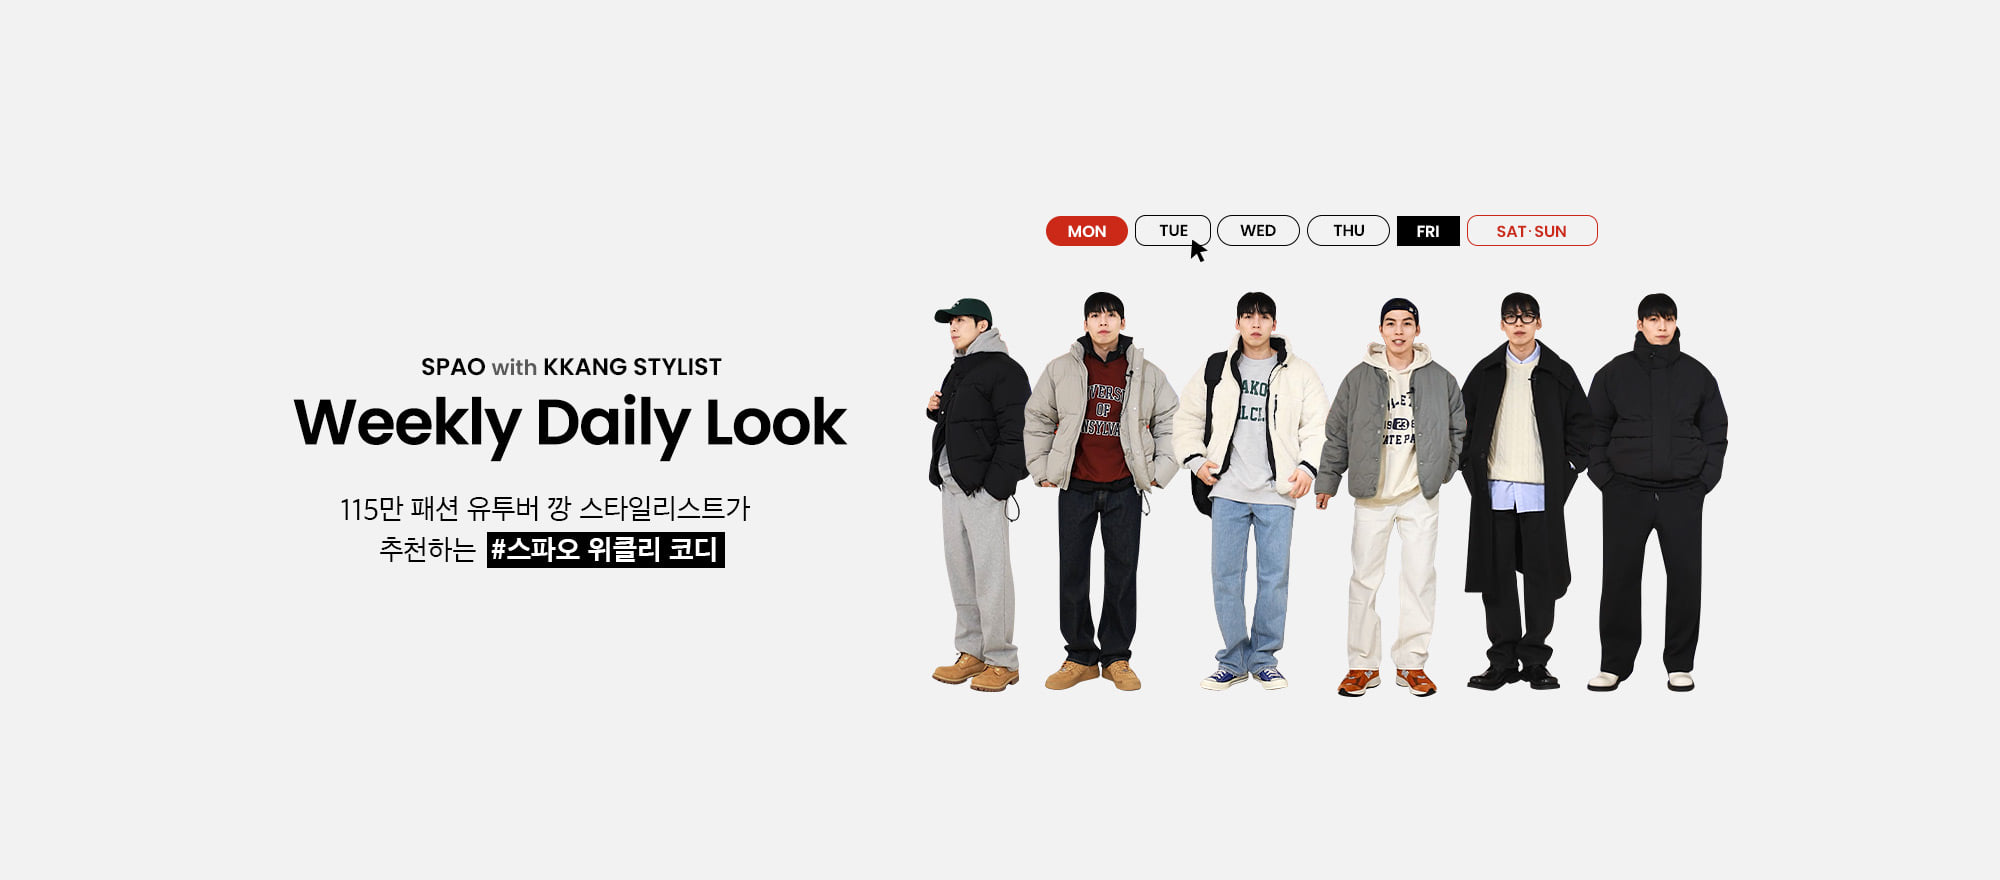 SPAO with KKANG STYLIST
Weekly Daily Look
115만 패션 유투버 깡 스타일리스트가
추천하는 #스파오 위클리 코디
MON TUE WED THU FRI SAT·SUN
OF